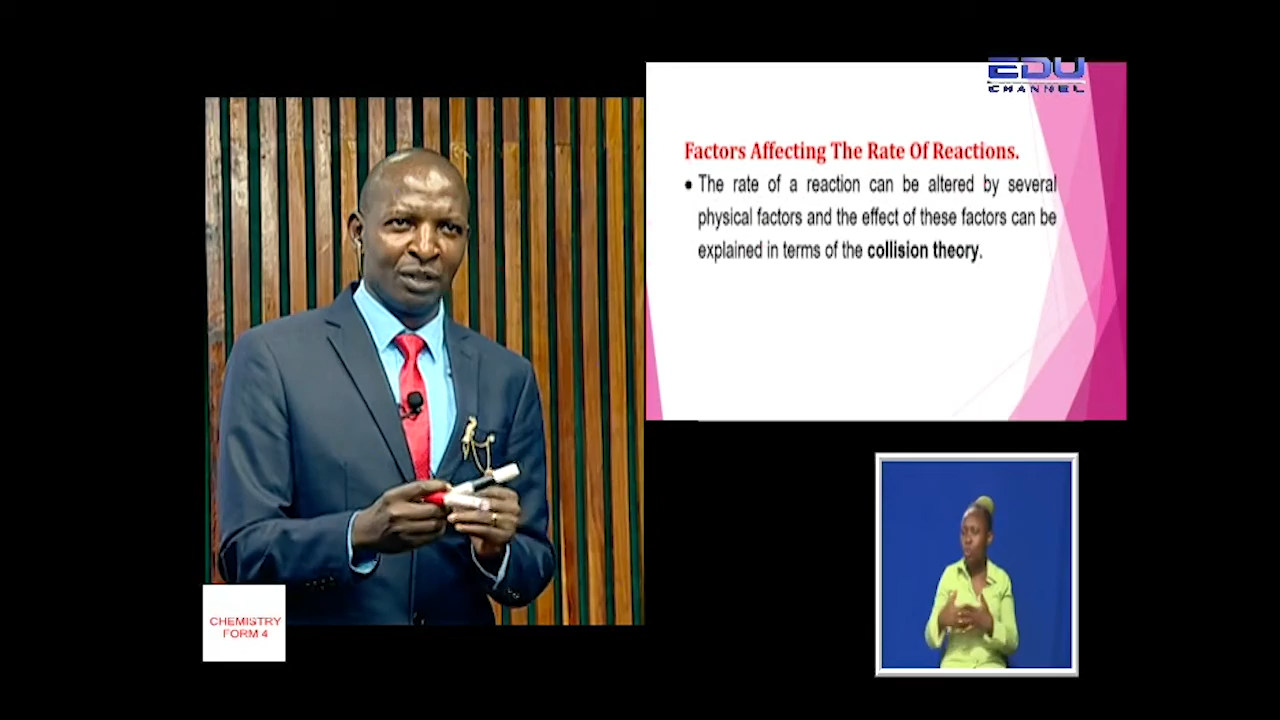 EDU
CHANNEL
Factors Affecting The Rate Of Reactions.
• The rate of a reaction can be altered by several
physical factors and the effect of these factors can be
explained in terms of the collision theory.
CHEMISTRY
FORM 4